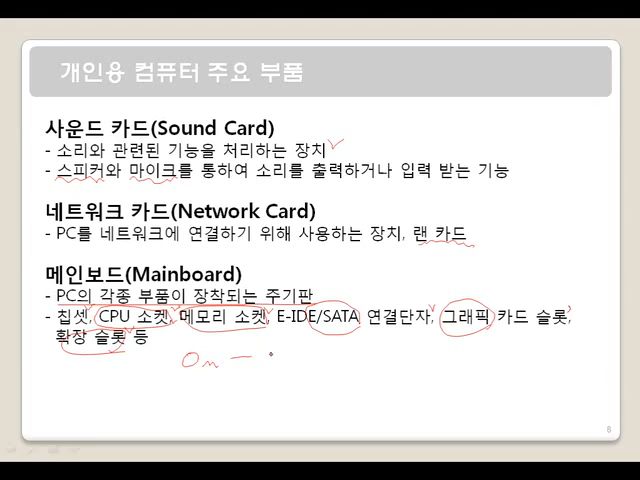 개인용 컴퓨터 주요 부품
사운드 카드(Sound Card)
- 소리와 관련된 기능을 처리하는 장치
- 스피커와 마이크를 통하여 소리를 출력하거나 입력 받는 기능
네트워크 카드(Network Card)
- PC를 네트워크에 연결하기 위해 사용하는 장치, 랜 카드
메인보드(Mainboard)
- PC의 각종 부품이 장착되는 주기판
- 칩셋, CPU 소켓, 메모리 소켓, E-IDE/SATA 연결단자, 그래픽 카드 슬롯,
확장 슬롯 등
On —
6